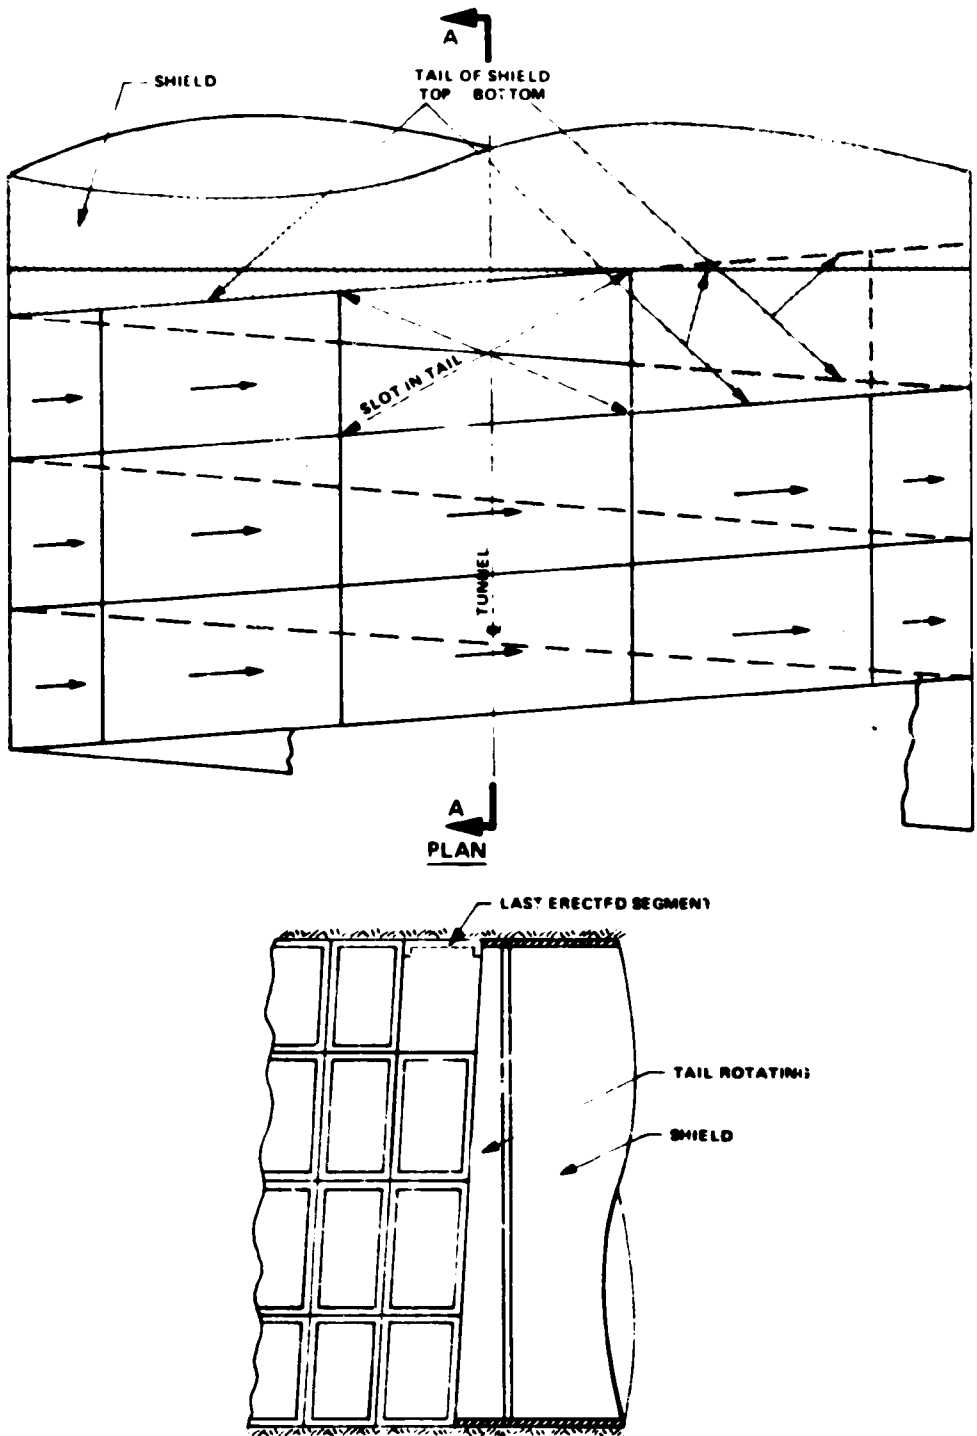 A
SHIELD
TAIL OF SHIELD
TOP BOTTOM
SLOT IN TAIL
℄ TUNNEL
A
PLAN
LAST ERECTED SEGMENT
TAIL ROTATING
SHIELD